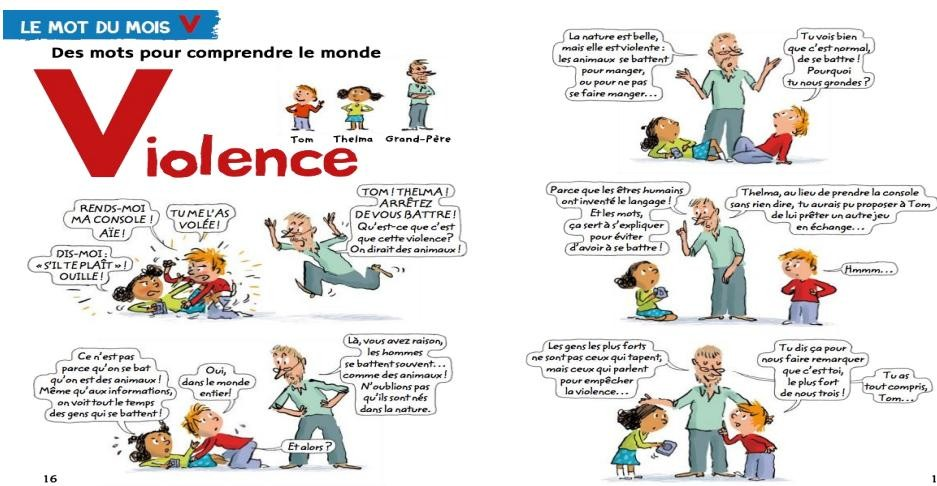 LE MOT DU MOIS V
Des mots pour comprendre le monde
Violence
Tom Thelma Grand-Père
RENDS-MOI
MA CONSOLE !
AÏE !
TU ME L'AS
VOLÉE !
DIS-MOI :
« S'IL TE PLAÎT » !
OUILLE !
TOM ! THELMA !
ARRÊTEZ
DE VOUS BATTRE !
Qu'est-ce que c'est
que cette violence?
On dirait des animaux !
Ce n'est pas
parce qu'on se bat
qu'on est des animaux !
Même qu'aux informations,
on voit tout le temps
des gens qui se battent !
Oui,
dans le monde
entier!
Et alors ?
Là, vous avez raison,
les hommes
se battent souvent...
comme des animaux !
N'oublions pas
qu'ils sont nés
dans la nature.
16
La nature est belle,
mais elle est violente :
les animaux se battent
pour manger,
ou pour ne pas
se faire manger...
Tu vois bien
que c'est normal,
de se battre !
Pourquoi
tu nous grondes ?
Parce que les êtres humains
ont inventé le langage !
Et les mots,
ça sert à s'expliquer
pour éviter
d'avoir à se battre !
Thelma, au lieu de prendre la console
sans rien dire, tu aurais pu proposer à Tom
de lui prêter un autre jeu
en échange...
Hmmm...
Les gens les plus forts
ne sont pas ceux qui tapent,
mais ceux qui parlent
pour empêcher
la violence...
Tu dis ça pour
nous faire remarquer
que c'est toi,
le plus fort
de nous trois !
Tu as
tout compris,
Tom...
1